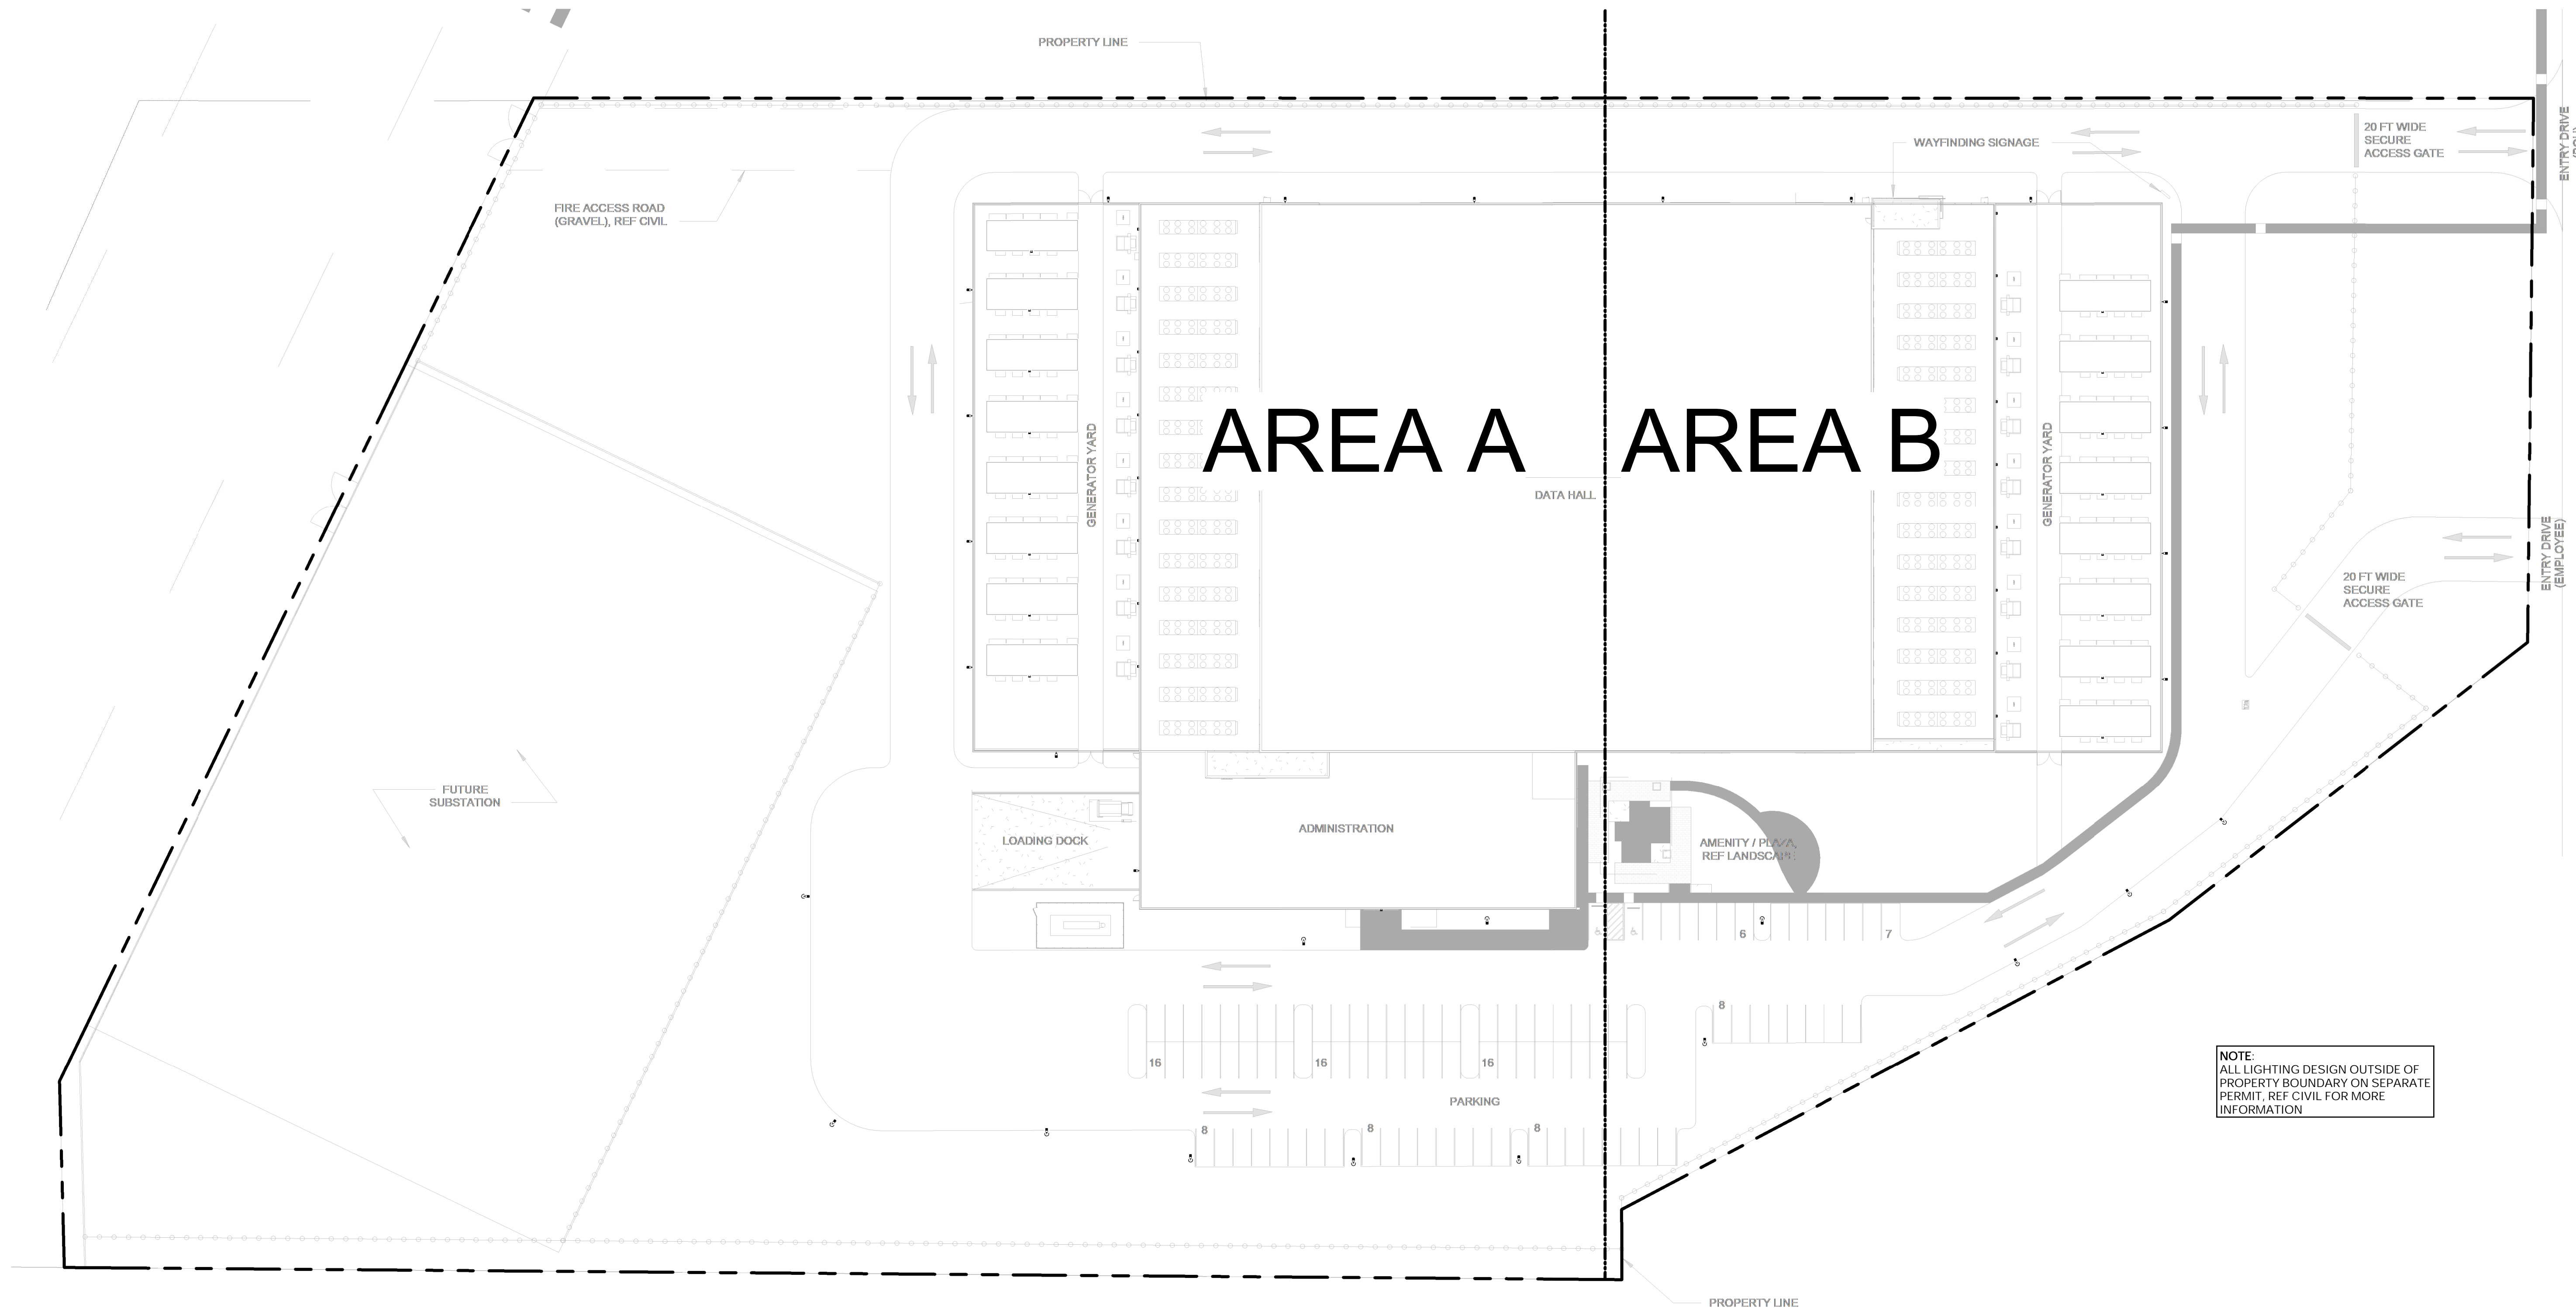 PROPERTY LINE
20 FT WIDE
SECURE
ACCESS GATE
ENTRY DRIVE
WAYFINDING SIGNAGE
FIRE ACCESS ROAD
(GRAVEL), REF CIVIL
GENERATOR YARD
AREA A
AREA B
GENERATOR YARD
DATA HALL
ENTRY DRIVE
(EMPLOYEE)
20 FT WIDE
SECURE
ACCESS GATE
FUTURE
SUBSTATION
LOADING DOCK
ADMINISTRATION
AMENITY / PLAZA,
REF LANDSCAPE
6
7
8
16
16
16
PARKING
8
8
8
NOTE:
ALL LIGHTING DESIGN OUTSIDE OF
PROPERTY BOUNDARY ON SEPARATE
PERMIT, REF CIVIL FOR MORE
INFORMATION
PROPERTY LINE